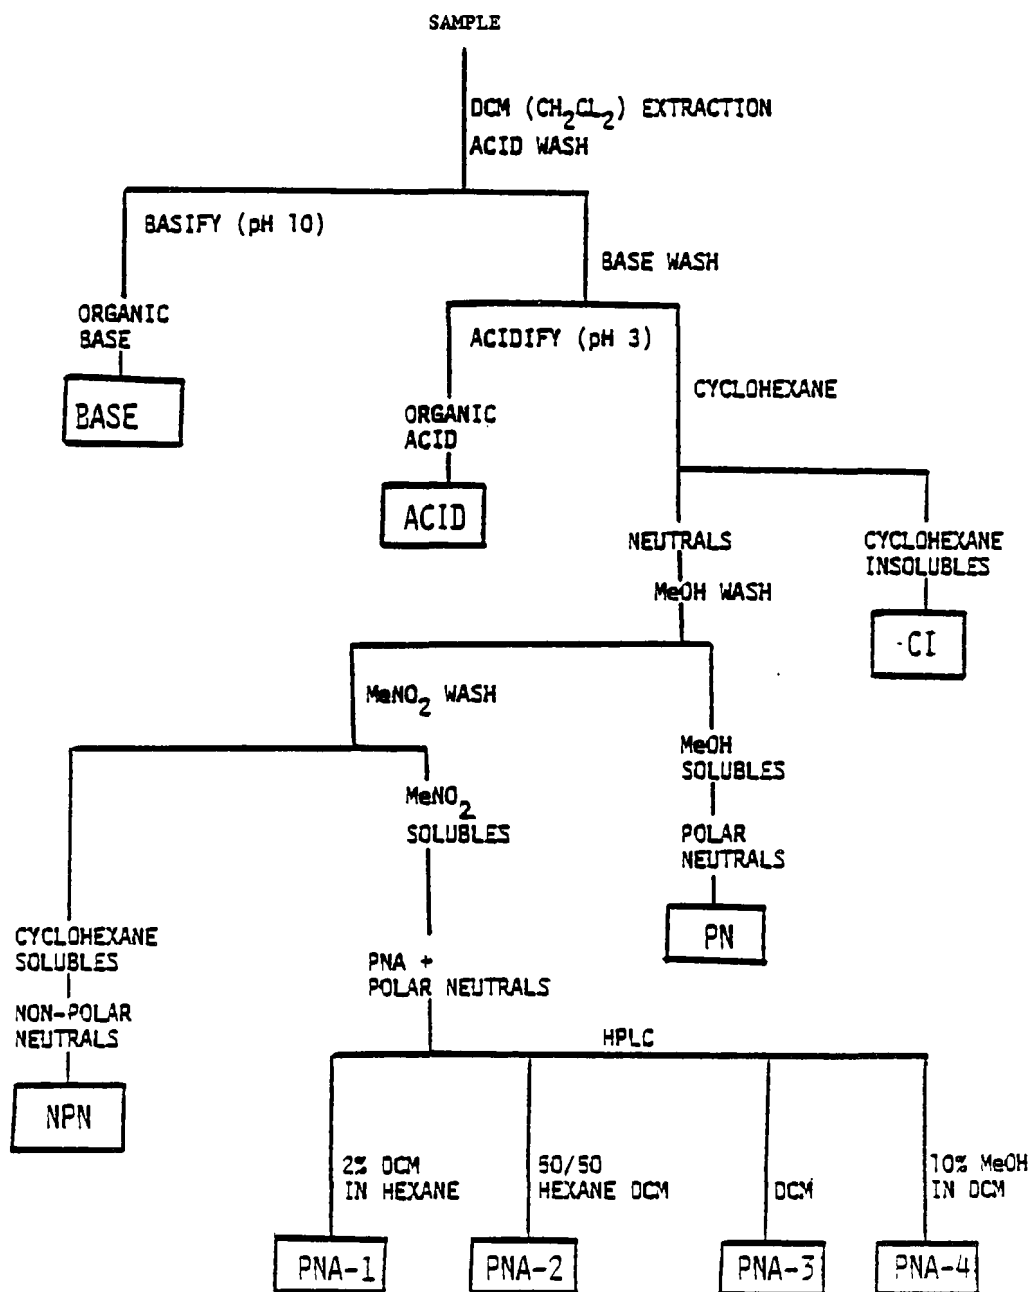 SAMPLE
DCM (CH2CL2) EXTRACTION
ACID WASH
BASIFY (pH 10)
BASE WASH
ORGANIC
BASE
BASE
ACIDIFY (pH 3)
CYCLOHEXANE
ORGANIC
ACID
ACID
NEUTRALS
CYCLOHEXANE
INSOLUBLES
MeOH WASH
CI
MeNO2 WASH
MeOH
SOLUBLES
MeNO2
SOLUBLES
POLAR
NEUTRALS
PN
CYCLOHEXANE
SOLUBLES
PNA +
POLAR NEUTRALS
NON-POLAR
NEUTRALS
NPN
HPLC
2% DCM
IN HEXANE
50/50
HEXANE DCM
DCM
10% MeOH
IN DCM
PNA-1
PNA-2
PNA-3
PNA-4